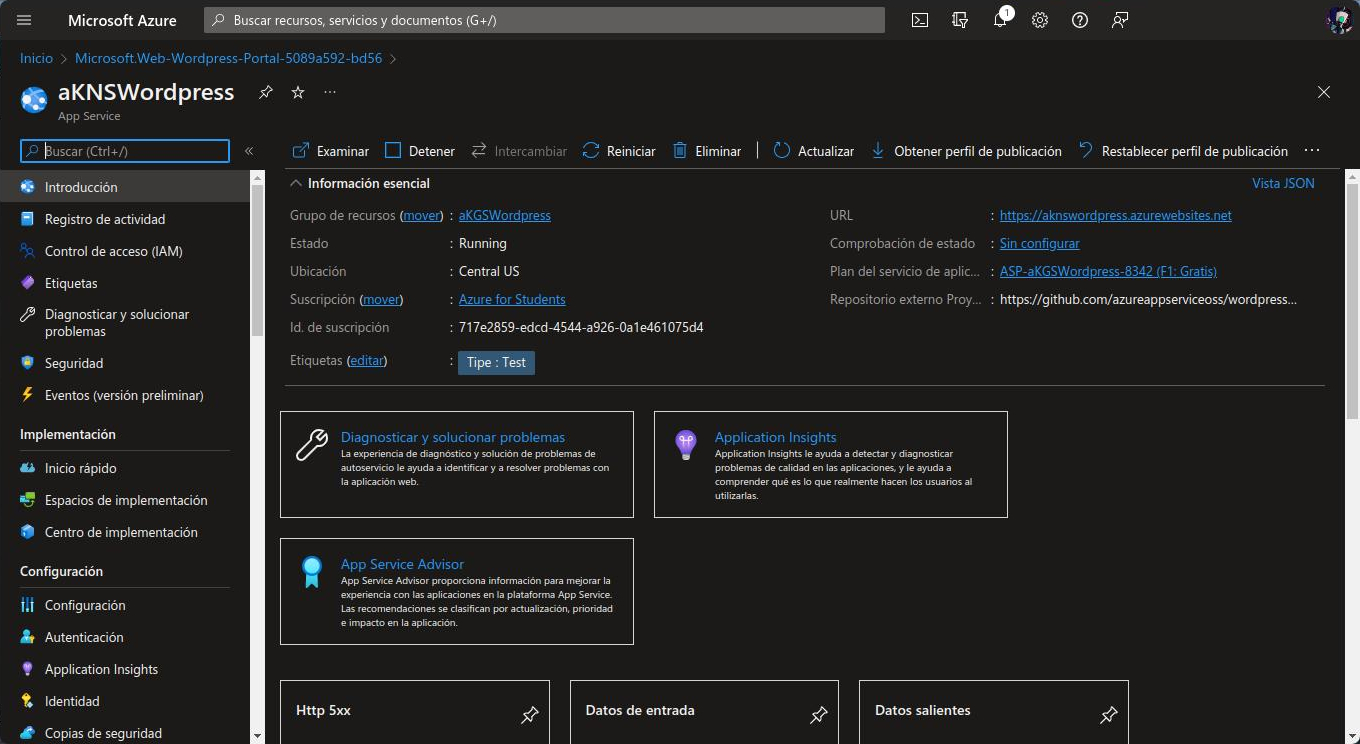 Microsoft Azure
Buscar recursos, servicios y documentos (G+/)
1
Inicio > Microsoft.Web-Wordpress-Portal-5089a592-bd56 >
aKNSWordpress
App Service
Buscar (Ctrl+/)
«
Examinar
Detener
Intercambiar
Reiniciar
Eliminar
Actualizar
Obtener perfil de publicación
Restablecer perfil de publicación
Introducción
Registro de actividad
Control de acceso (IAM)
Etiquetas
Diagnosticar y solucionar
problemas
Seguridad
Eventos (versión preliminar)
Implementación
Inicio rápido
Espacios de implementación
Centro de implementación
Configuración
Configuración
Autenticación
Application Insights
Identidad
Copias de seguridad
Información esencial
Vista JSON
Grupo de recursos (mover) : aKGSWordpress
Estado : Running
Ubicación : Central US
Suscripción (mover) : Azure for Students
Id. de suscripción : 717e2859-edcd-4544-a926-0a1e461075d4
Etiquetas (editar) : Tipe : Test
URL : https://aknswordpress.azurewebsites.net
Comprobación de estado : Sin configurar
Plan del servicio de aplic... : ASP-aKGSWordpress-8342 (F1: Gratis)
Repositorio externo Proy... : https://github.com/azureappserviceoss/wordpress...
Diagnosticar y solucionar problemas
La experiencia de diagnóstico y solución de problemas de
autoservicio le ayuda a identificar y a resolver problemas con
la aplicación web.
Application Insights
Application Insights le ayuda a detectar y diagnosticar
problemas de calidad en las aplicaciones, y le ayuda a
comprender qué es lo que realmente hacen los usuarios al
utilizarlas.
App Service Advisor
App Service Advisor proporciona información para mejorar la
experiencia con las aplicaciones en la plataforma App Service.
Las recomendaciones se clasifican por actualización, prioridad
e impacto en la aplicación.
Http 5xx
Datos de entrada
Datos salientes